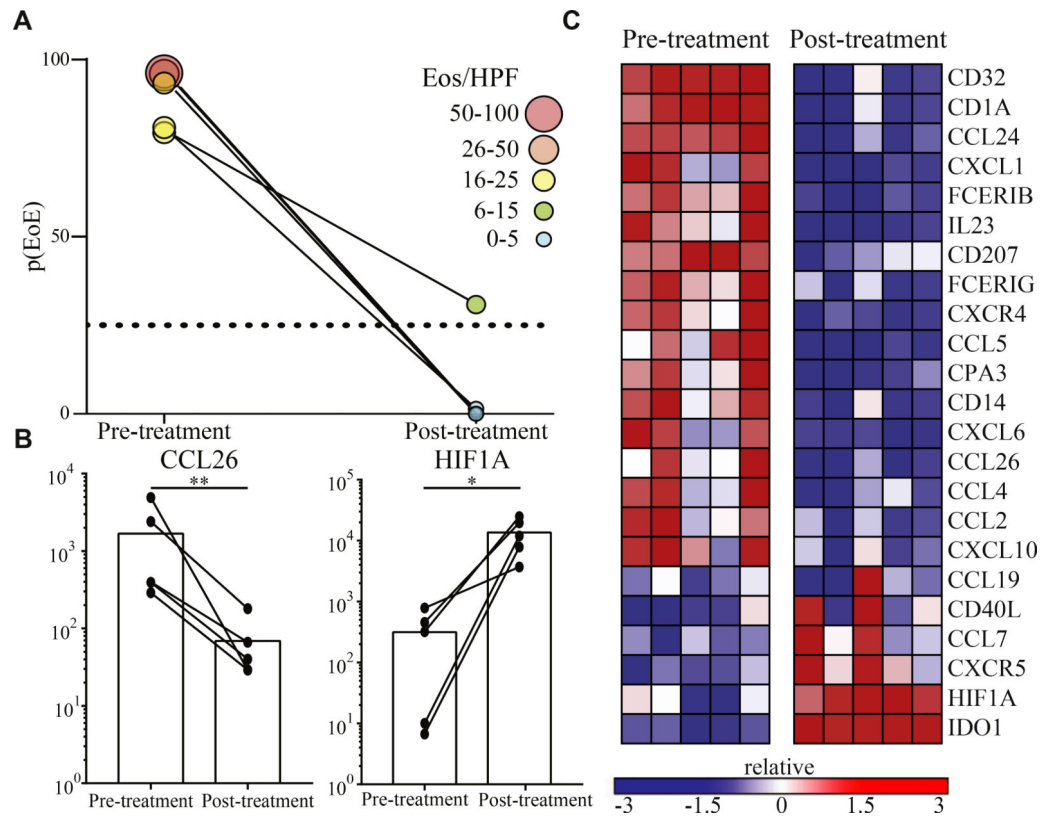 A
100
50
0
p(EoE)
Pre-treatment
Post-treatment
Eos/HPF
50-100
26-50
16-25
6-15
0-5
B
CCL26
**
10^4
10^3
10^2
10^1
10^0
Pre-treatment Post-treatment
HIF1A
*
10^5
10^4
10^3
10^2
10^1
10^0
Pre-treatment Post-treatment
C
Pre-treatment Post-treatment
CD32
CD1A
CCL24
CXCL1
FCERIB
IL23
CD207
FCERIG
CXCR4
CCL5
CPA3
CD14
CXCL6
CCL26
CCL4
CCL2
CXCL10
CCL19
CD40L
CCL7
CXCR5
HIF1A
IDO1
relative
-3 -1.5 0 1.5 3